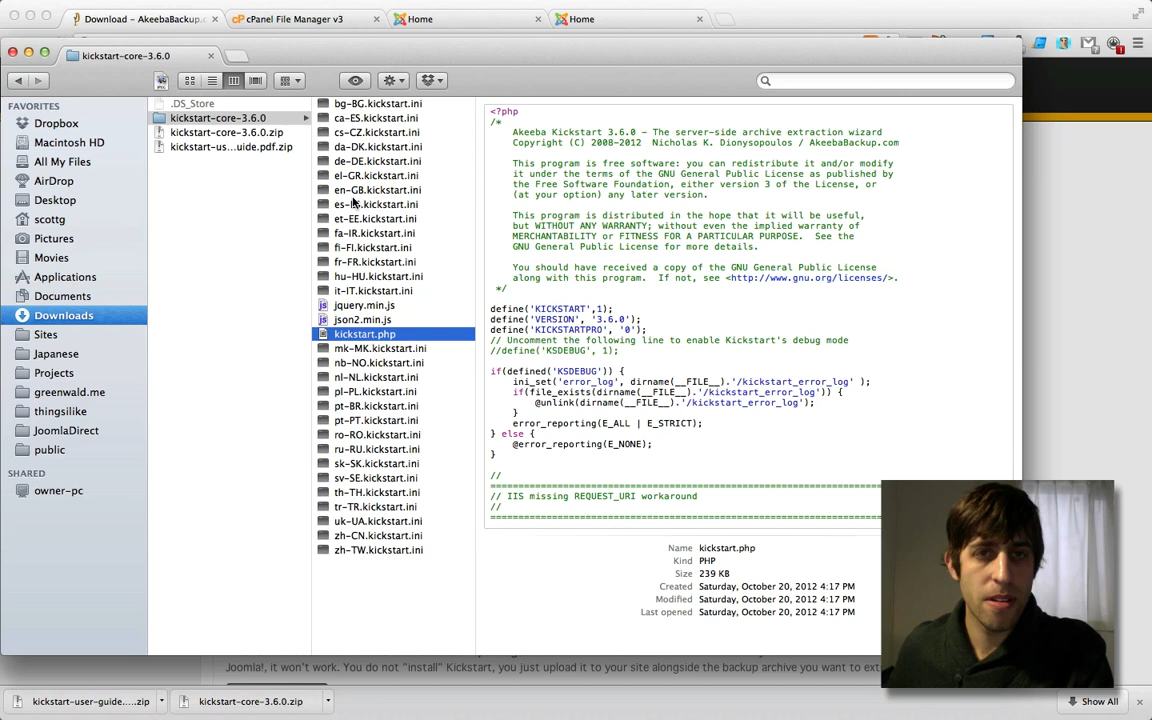 Download – AkeebaBackup.c
cPanel File Manager v3
Home
Home
kickstart-core-3.6.0
FAVORITES
Dropbox
Macintosh HD
All My Files
AirDrop
Desktop
scottg
Pictures
Movies
Applications
Documents
Downloads
Sites
Japanese
Projects
greenwald.me
thingsilike
JoomlaDirect
public
SHARED
owner-pc
.DS_Store
kickstart-core-3.6.0
kickstart-core-3.6.0.zip
kickstart-us...uide.pdf.zip
bg-BG.kickstart.ini
ca-ES.kickstart.ini
cs-CZ.kickstart.ini
da-DK.kickstart.ini
de-DE.kickstart.ini
el-GR.kickstart.ini
en-GB.kickstart.ini
.kickstart.ini
et-EE.kickstart.ini
fa-IR.kickstart.ini
fi-FI.kickstart.ini
fr-FR.kickstart.ini
hu-HU.kickstart.ini
it-IT.kickstart.ini
jquery.min.js
json2.min.js
kickstart.php
mk-MK.kickstart.ini
nb-NO.kickstart.ini
nl-NL.kickstart.ini
pl-PL.kickstart.ini
pt-BR.kickstart.ini
pt-PT.kickstart.ini
ro-RO.kickstart.ini
ru-RU.kickstart.ini
sk-SK.kickstart.ini
sv-SE.kickstart.ini
th-TH.kickstart.ini
tr-TR.kickstart.ini
uk-UA.kickstart.ini
zh-CN.kickstart.ini
zh-TW.kickstart.ini
<?php
/*
Akeeba Kickstart 3.6.0 - The server-side archive extraction wizard
Copyright (C) 2008-2012  Nicholas K. Dionysopoulos / AkeebaBackup.com
This program is free software: you can redistribute it and/or modify
it under the terms of the GNU General Public License as published by
the Free Software Foundation, either version 3 of the License, or
(at your option) any later version.
This program is distributed in the hope that it will be useful,
but WITHOUT ANY WARRANTY; without even the implied warranty of
MERCHANTABILITY or FITNESS FOR A PARTICULAR PURPOSE.  See the
GNU General Public License for more details.
You should have received a copy of the GNU General Public License
along with this program.  If not, see <http://www.gnu.org/licenses/>.
*/
define('KICKSTART',1);
define('VERSION', '3.6.0');
define('KICKSTARTPRO', '0');
// Uncomment the following line to enable Kickstart's debug mode
//define('KSDEBUG', 1);
if(defined('KSDEBUG')) {
ini_set('error_log', dirname(__FILE__).'/kickstart_error_log' );
if(file_exists(dirname(__FILE__).'/kickstart_error_log')) {
@unlink(dirname(__FILE__).'/kickstart_error_log');
}
error_reporting(E_ALL | E_STRICT);
} else {
@error_reporting(E_NONE);
}
//
// IIS missing REQUEST_URI workaround
//
Name kickstart.php
Kind PHP
Size 239 KB
Created Saturday, October 20, 2012 4:17 PM
Modified Saturday, October 20, 2012 4:17 PM
Last opened Saturday, October 20, 2012 4:17 PM
Joomla!, it won't work. You do not "install" Kickstart, you just upload it to your site alongside the backup archive you want to ext
kickstart-user-guide.....zip
kickstart-core-3.6.0.zip
Show All